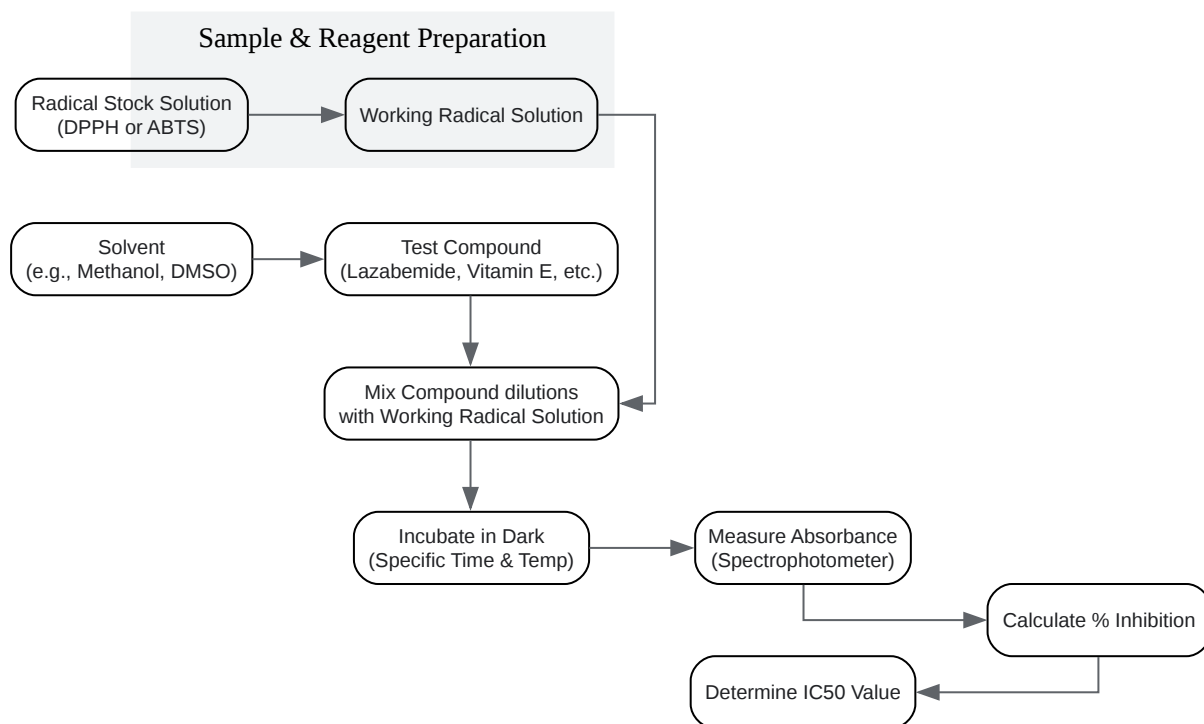 Sample & Reagent Preparation
Radical Stock Solution
(DPPH or ABTS)
Working Radical Solution
Solvent
(e.g., Methanol, DMSO)
Test Compound
(Lazabemide, Vitamin E, etc.)
Mix Compound dilutions
with Working Radical Solution
Incubate in Dark
(Specific Time & Temp)
Measure Absorbance
(Spectrophotometer)
Calculate % Inhibition
Determine IC50 Value